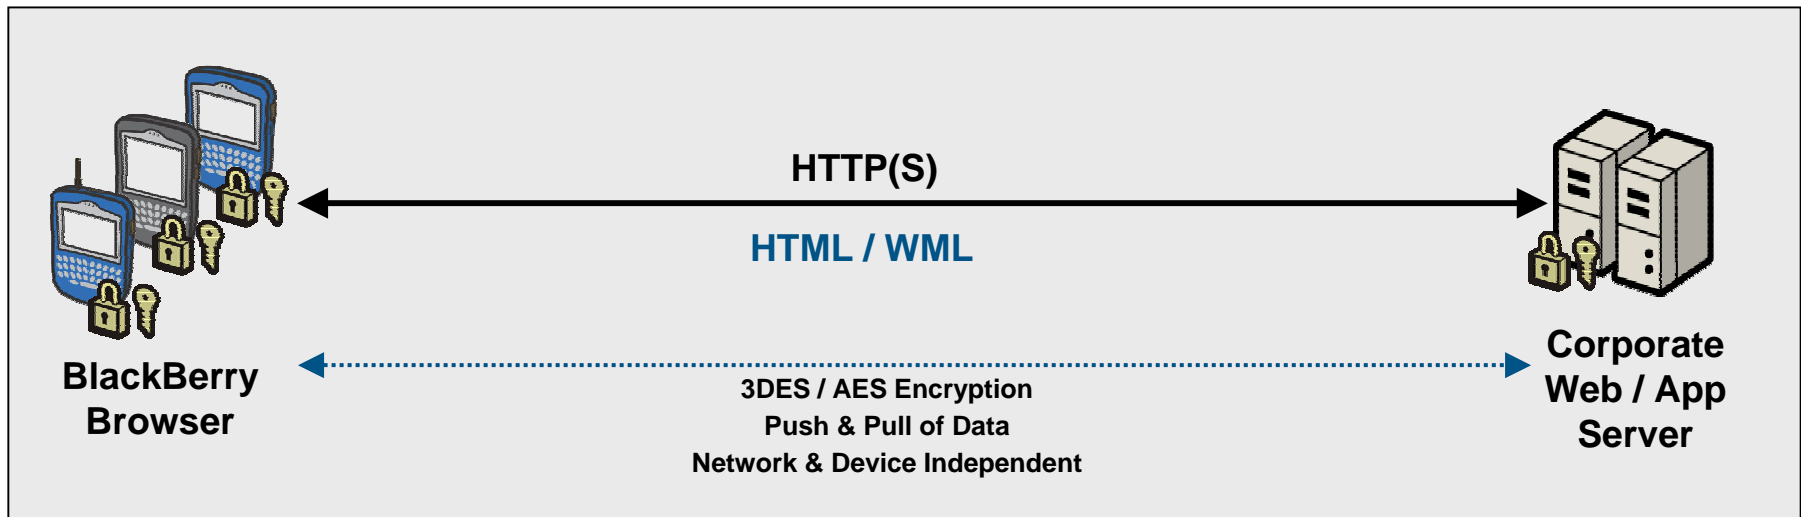 HTTP(S)
HTML / WML
BlackBerry
Browser
3DES / AES Encryption
Push & Pull of Data
Network & Device Independent
Corporate
Web / App
Server